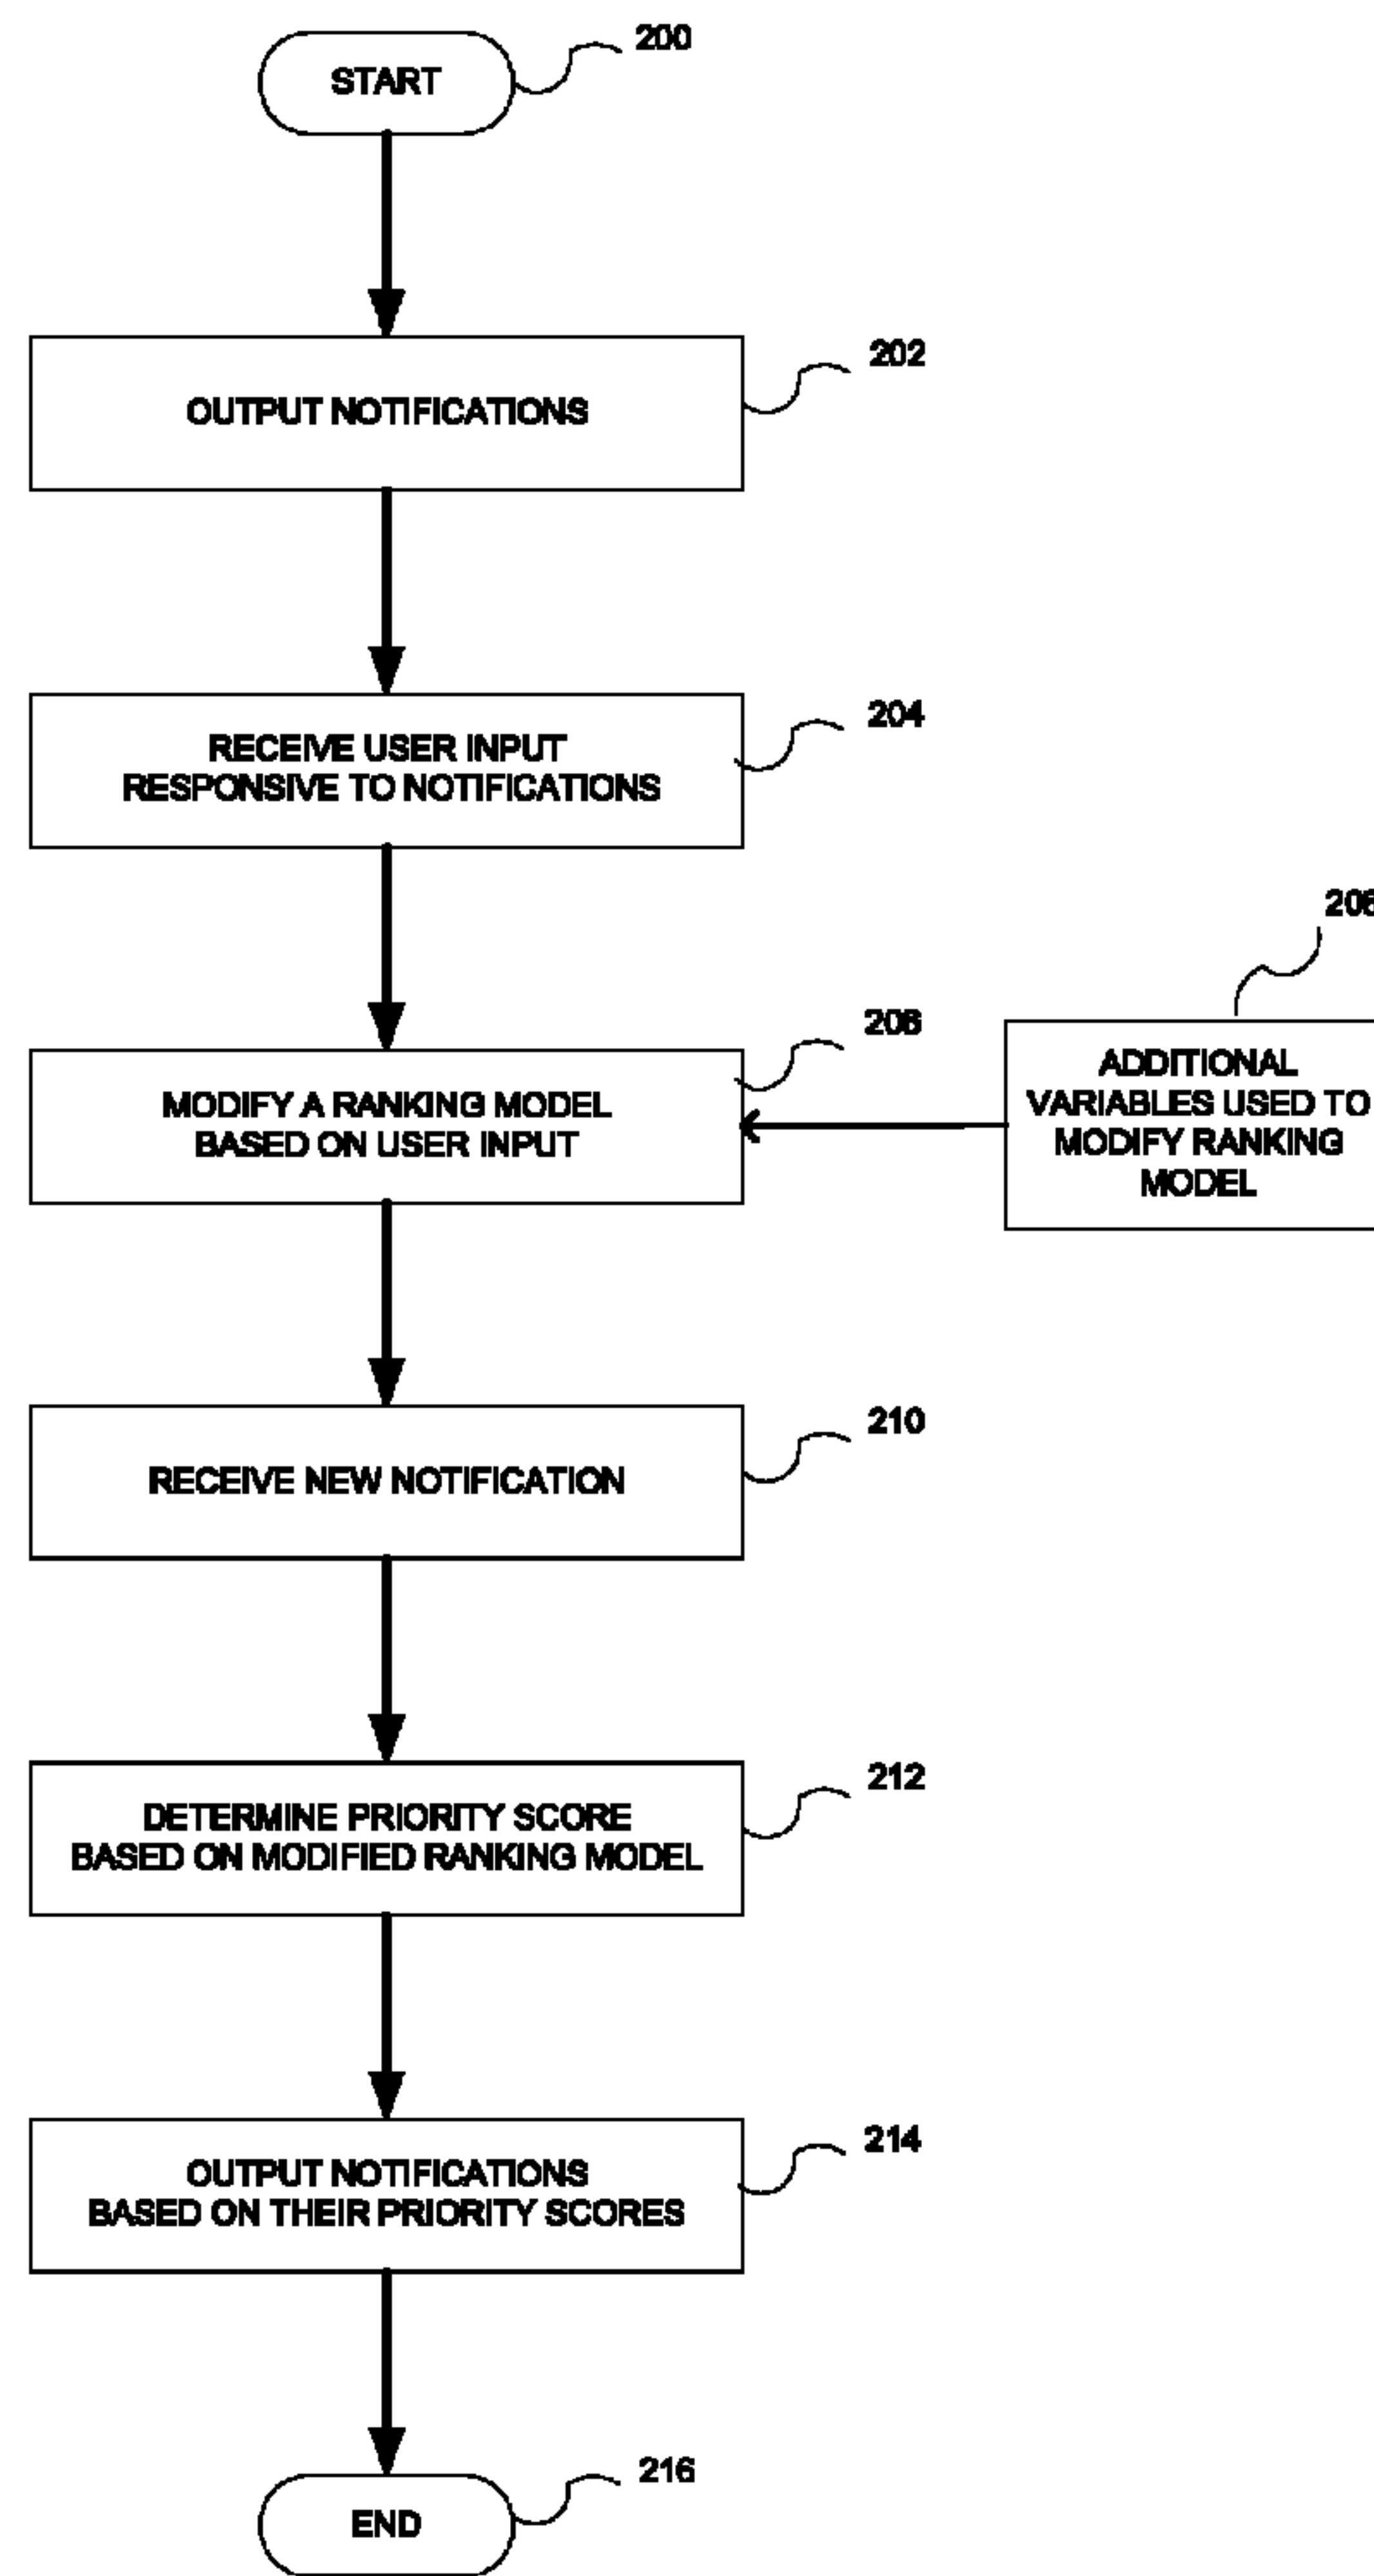 START
200
OUTPUT NOTIFICATIONS
202
RECEIVE USER INPUT
RESPONSIVE TO NOTIFICATIONS
204
MODIFY A RANKING MODEL
BASED ON USER INPUT
206
ADDITIONAL
VARIABLES USED TO
MODIFY RANKING
MODEL
RECEIVE NEW NOTIFICATION
210
DETERMINE PRIORITY SCORE
BASED ON MODIFIED RANKING MODEL
212
OUTPUT NOTIFICATIONS
BASED ON THEIR PRIORITY SCORES
214
END
216